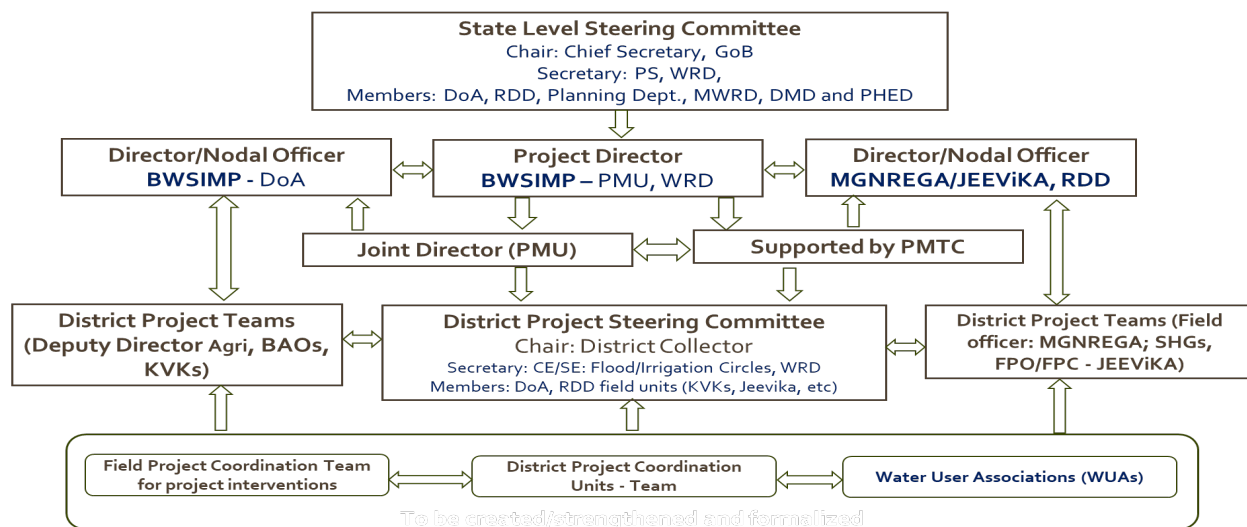 State Level Steering Committee
Chair: Chief Secretary, GoB
Secretary: PS, WRD,
Members: DoA, RDD, Planning Dept., MWRD, DMD and PHED
Director/Nodal Officer
BWSIMP - DoA
Project Director
BWSIMP – PMU, WRD
Director/Nodal Officer
MGNREGA/JEEViKA, RDD
Joint Director (PMU)
Supported by PMTC
District Project Teams
(Deputy Director Agri, BAOs,
KVKs)
District Project Steering Committee
Chair: District Collector
Secretary: CE/SE: Flood/Irrigation Circles, WRD
Members: DoA, RDD field units (KVKs, Jeevika, etc)
District Project Teams (Field
officer: MGNREGA; SHGs,
FPO/FPC - JEEViKA)
Field Project Coordination Team
for project interventions
District Project Coordination
Units - Team
Water User Associations (WUAs)
To be created/strengthened and formalized